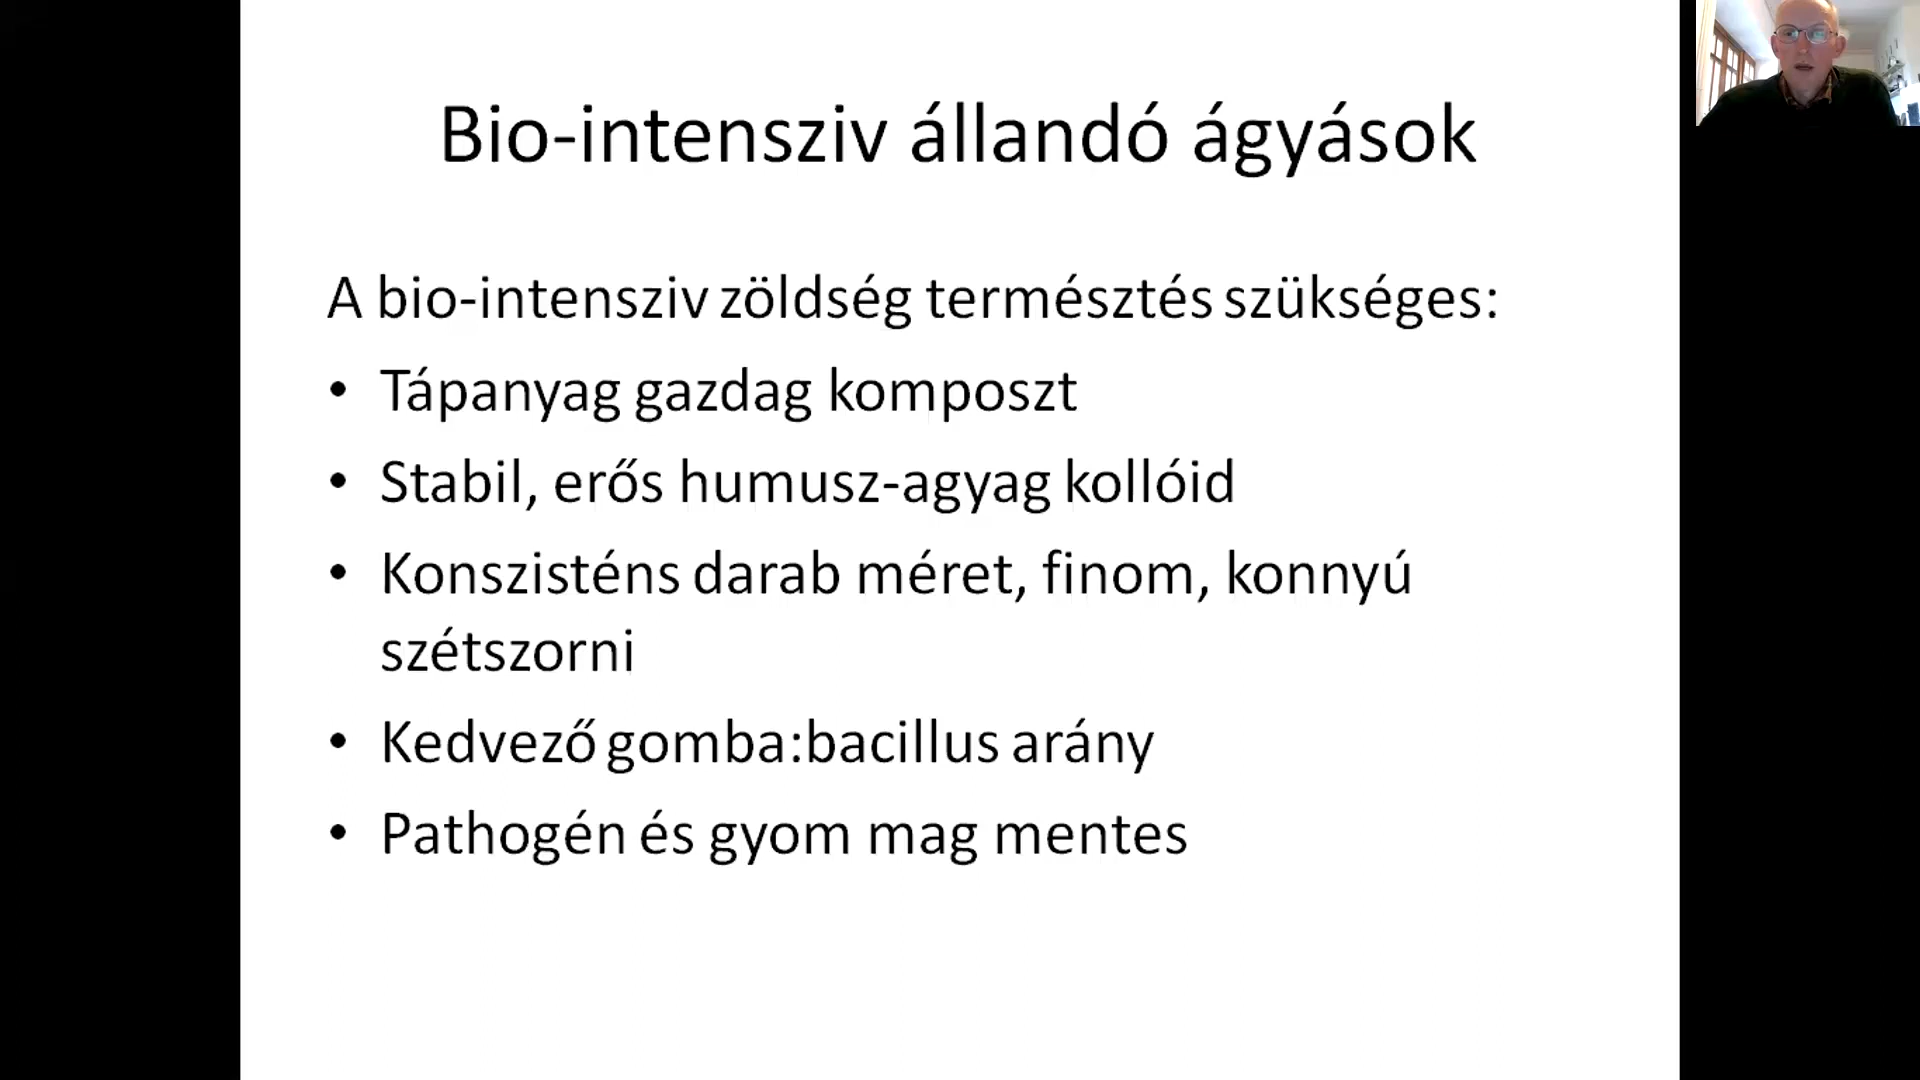 Bio-intensziv állandó ágyások
A bio-intensziv zöldség természtés szükséges:
• Tápanyag gazdag komposzt
• Stabil, erős humusz-agyag kollóid
• Konszisténs darab méret, finom, konnyú
szétszorni
• Kedvező gomba:bacillus arány
• Pathogén és gyom mag mentes